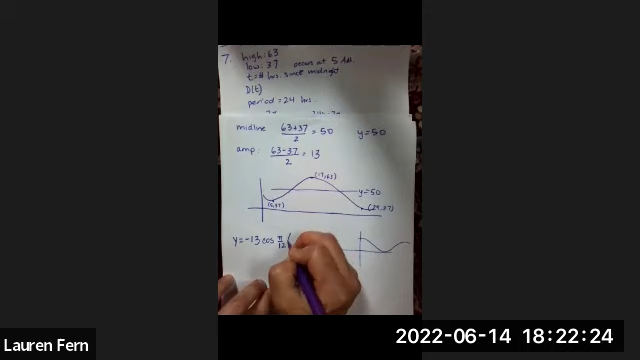 7. high: 63
low: 37 occurs at 5 AM.
t = # hrs. since midnight
D(t)
period = 24 hrs.
midline 63+37/2 = 50 y=50
amp: 63-37/2 = 13
(17,63)
y=50
(5,37)
(29,37)
y=-13 cos π/12 (
Lauren Fern
2022-06-14 18:22:24